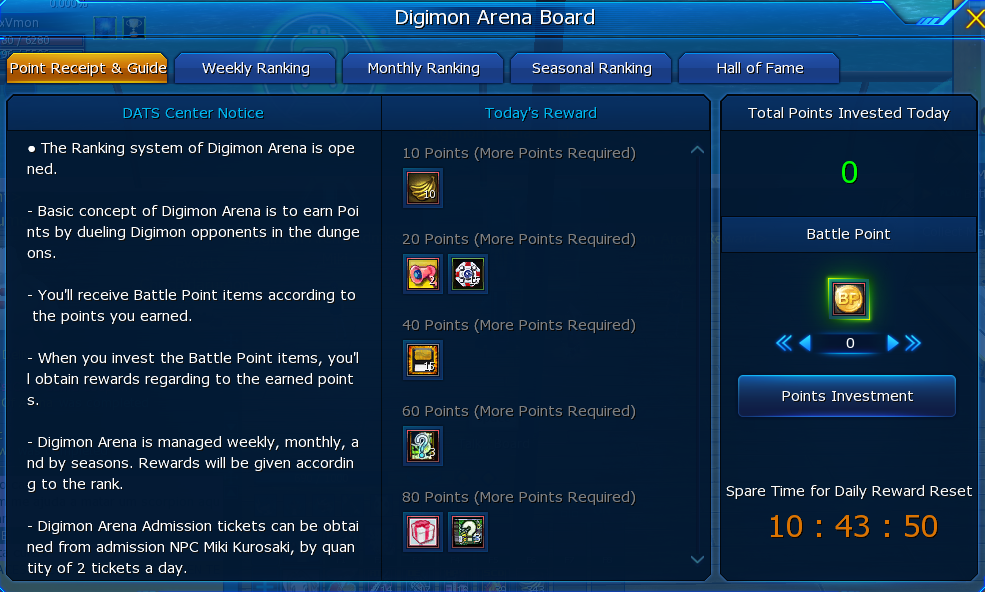 Digimon Arena Board
xVmon
Point Receipt & Guide
Weekly Ranking
Monthly Ranking
Seasonal Ranking
Hall of Fame
DATS Center Notice
● The Ranking system of Digimon Arena is ope
ned.
- Basic concept of Digimon Arena is to earn Poi
nts by dueling Digimon opponents in the dunge
ons.
- You'll receive Battle Point items according to
the points you earned.
- When you invest the Battle Point items, you'l
l obtain rewards regarding to the earned point
s.
- Digimon Arena is managed weekly, monthly, a
nd by seasons. Rewards will be given accordin
g to the rank.
- Digimon Arena Admission tickets can be obtai
ned from admission NPC Miki Kurosaki, by quan
tity of 2 tickets a day.
Today's Reward
10 Points (More Points Required)
10
20 Points (More Points Required)
2
40 Points (More Points Required)
15
60 Points (More Points Required)
3
80 Points (More Points Required)
Total Points Invested Today
0
Battle Point
BP
0
Points Investment
Spare Time for Daily Reward Reset
10 : 43 : 50